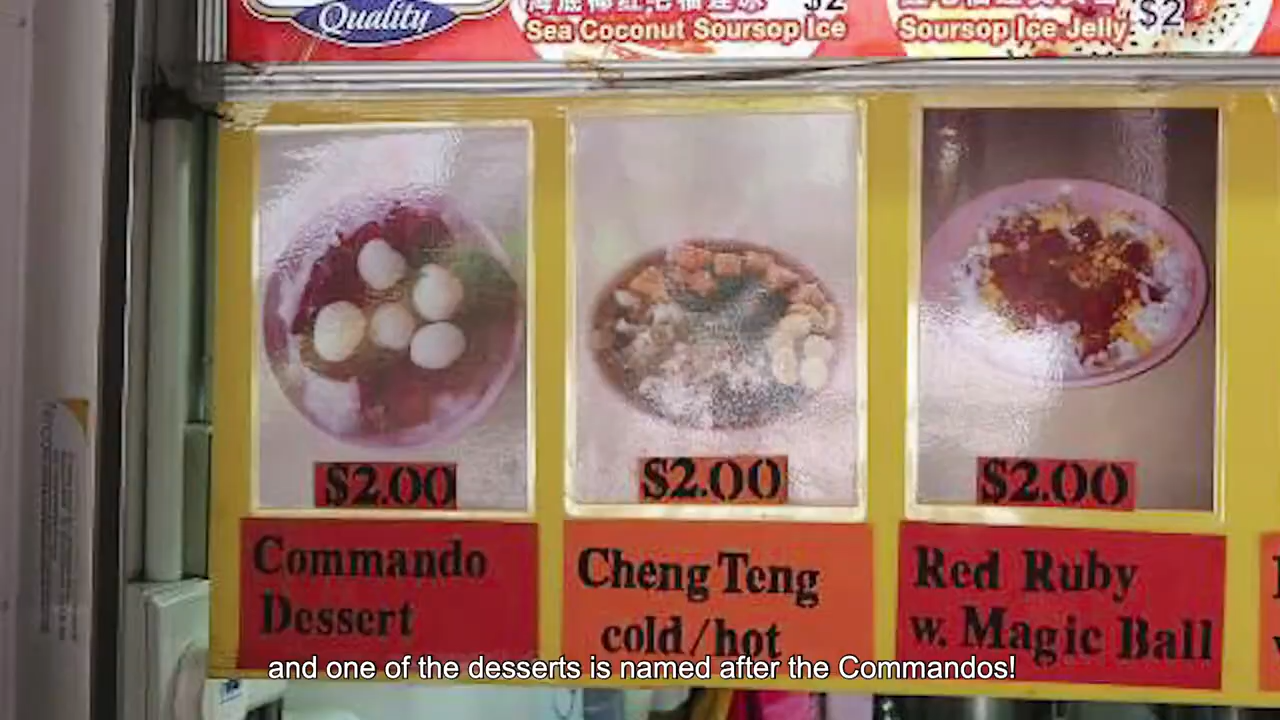 Quality
$2
Sea Coconut Soursop Ice
$2
Soursop Ice Jelly
$2.00
$2.00
$2.00
Commando
Dessert
Cheng Teng
cold/hot
Red Ruby
w. Magic Ball
and one of the desserts is named after the Commandos!